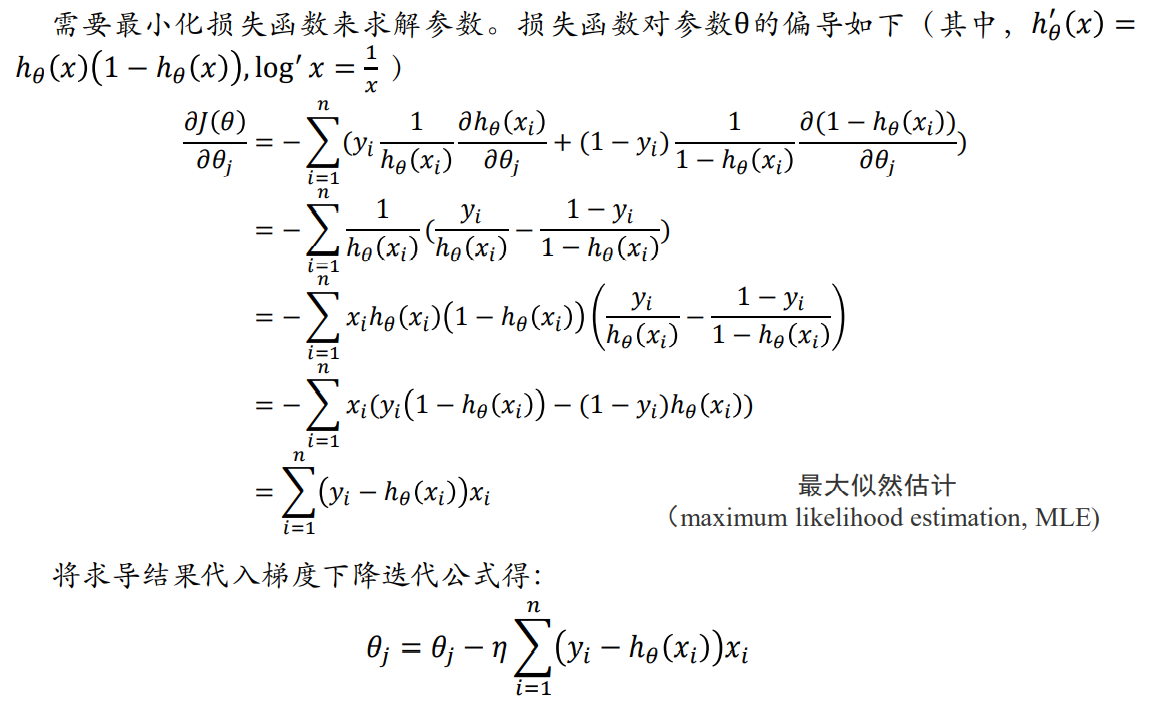 需要最小化损失函数来求解参数。损失函数对参数θ的偏导如下（其中，$h'_\theta(x) =$
$h_\theta(x)(1 - h_\theta(x)), \log' x = \frac{1}{x}$ ）
$\frac{\partial J(\theta)}{\partial \theta_j} = -\sum_{i=1}^{n} (y_i \frac{1}{h_\theta(x_i)} \frac{\partial h_\theta(x_i)}{\partial \theta_j} + (1 - y_i) \frac{1}{1 - h_\theta(x_i)} \frac{\partial (1 - h_\theta(x_i))}{\partial \theta_j})$
$= -\sum_{i=1}^{n} \frac{1}{h_\theta(x_i)} (\frac{y_i}{h_\theta(x_i)} - \frac{1 - y_i}{1 - h_\theta(x_i)})$
$= -\sum_{i=1}^{n} x_i h_\theta(x_i)(1 - h_\theta(x_i)) \left( \frac{y_i}{h_\theta(x_i)} - \frac{1 - y_i}{1 - h_\theta(x_i)} \right)$
$= -\sum_{i=1}^{n} x_i (y_i (1 - h_\theta(x_i)) - (1 - y_i) h_\theta(x_i))$
$= \sum_{i=1}^{n} (y_i - h_\theta(x_i)) x_i$
最大似然估计
（maximum likelihood estimation, MLE)
将求导结果代入梯度下降迭代公式得：
$\theta_j = \theta_j - \eta \sum_{i=1}^{n} (y_i - h_\theta(x_i)) x_i$